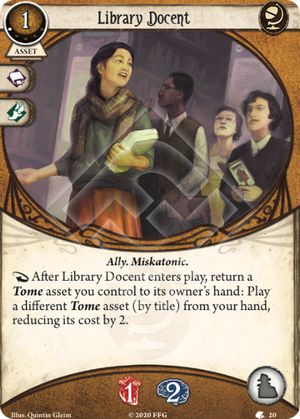 Library Docent
1
ASSET
Ally. Miskatonic.
After Library Docent enters play, return a
Tome asset you control to its owner's hand: Play
a different Tome asset (by title) from your hand,
reducing its cost by 2.
1
2
Illus. Quintin Gleim
© 2020 FFG
20